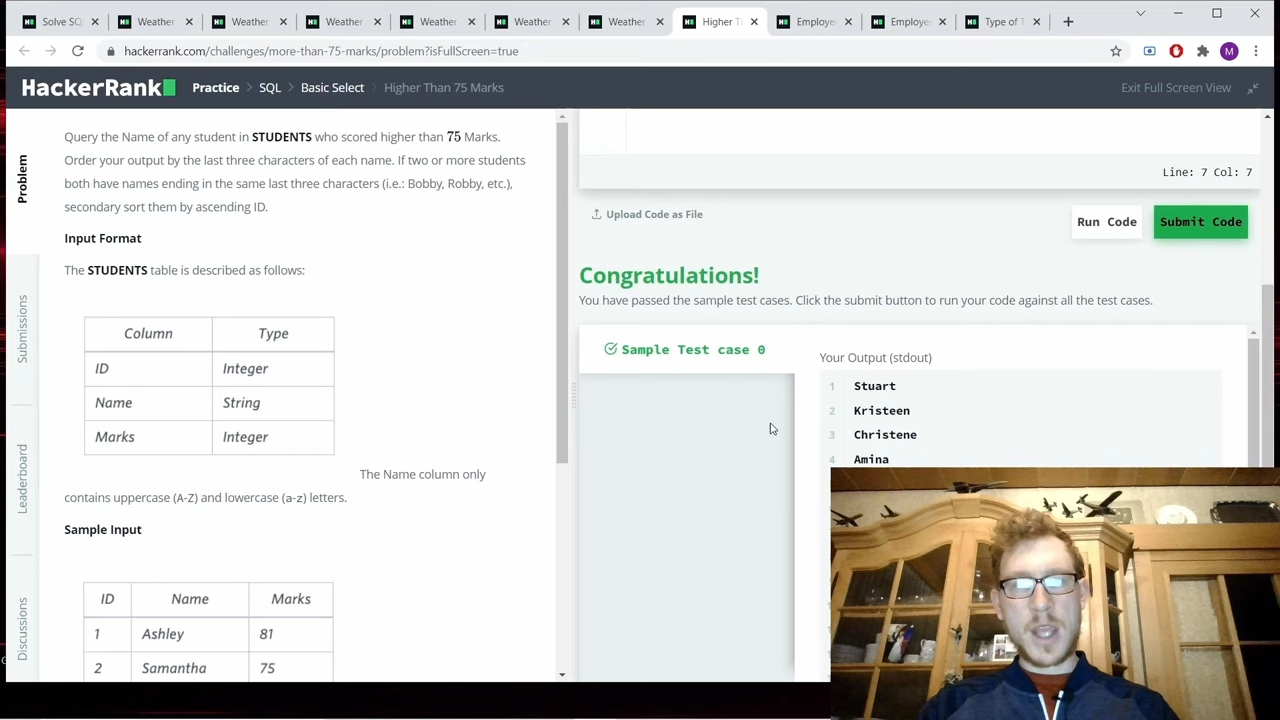 Solve SQ
Weather
Weather
Weather
Weather
Weather
Weather
Higher T
Employe
Employe
Type of T
hackerrank.com/challenges/more-than-75-marks/problem?isFullScreen=true
M
HackerRank
Practice > SQL > Basic Select > Higher Than 75 Marks
Exit Full Screen View
Problem
Submissions
Leaderboard
Discussions
Query the Name of any student in STUDENTS who scored higher than 75 Marks.
Order your output by the last three characters of each name. If two or more students
both have names ending in the same last three characters (i.e.: Bobby, Robby, etc.),
secondary sort them by ascending ID.
Input Format
The STUDENTS table is described as follows:
Column Type
ID Integer
Name String
Marks Integer
The Name column only
contains uppercase (A-Z) and lowercase (a-z) letters.
Sample Input
ID Name Marks
1 Ashley 81
2 Samantha 75
Line: 7 Col: 7
Upload Code as File
Run Code
Submit Code
Congratulations!
You have passed the sample test cases. Click the submit button to run your code against all the test cases.
Sample Test case 0
Your Output (stdout)
1 Stuart
2 Kristeen
3 Christene
4 Amina